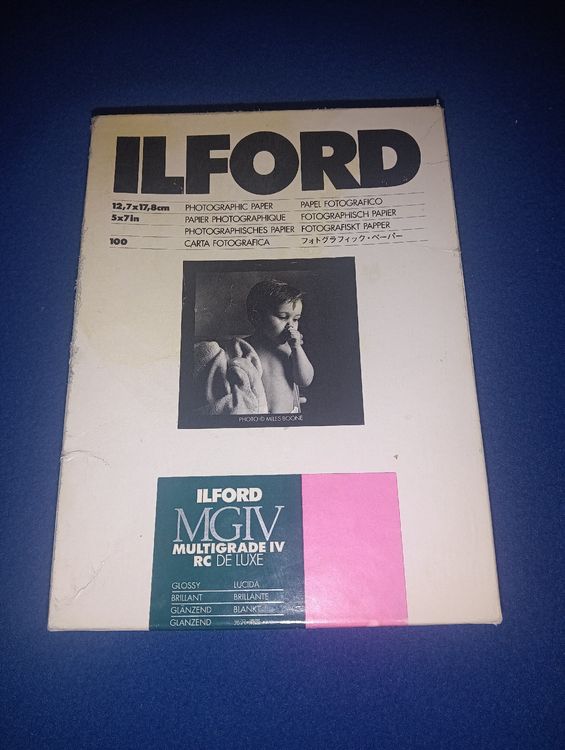 ILFORD
12,7x17,8cm PHOTOGRAPHIC PAPER PAPEL FOTOGRAFICO
5x7in PAPIER PHOTOGRAPHIQUE FOTOGRAPHISCH PAPIER
PHOTOGRAPHISCHES PAPIER FOTOGRAFISKT PAPPER
100 CARTA FOTOGRAFICA フォトグラフィック・ペーパー
PHOTO © MILES BOONE
ILFORD
MGIV
MULTIGRADE IV
RC DE LUXE
GLOSSY LUCIDA
BRILLANT BRILLANTE
GLÄNZEND BLANKT
GLANZEND